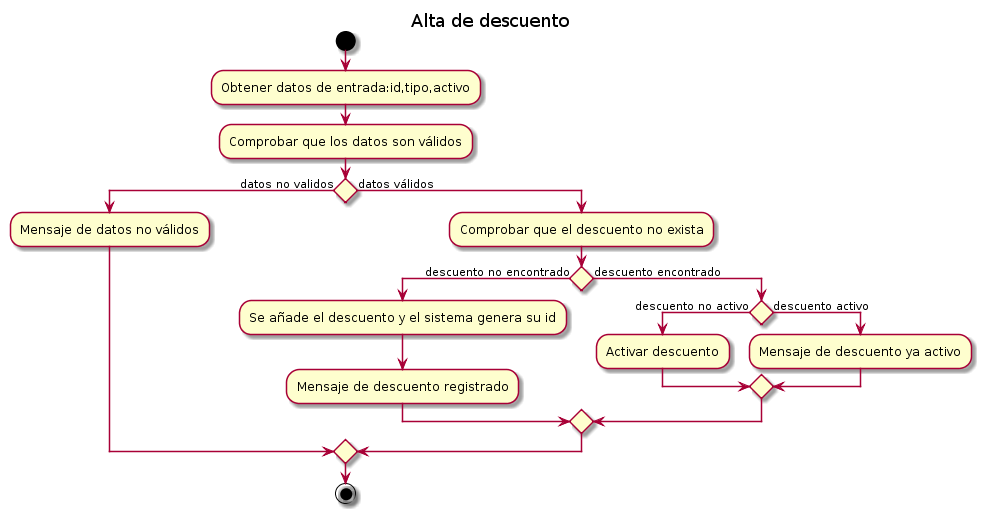 Alta de descuento
Obtener datos de entrada:id,tipo,activo
Comprobar que los datos son válidos
datos no validos
datos válidos
Mensaje de datos no válidos
Comprobar que el descuento no exista
descuento no encontrado
descuento encontrado
Se añade el descuento y el sistema genera su id
Mensaje de descuento registrado
descuento no activo
descuento activo
Activar descuento
Mensaje de descuento ya activo